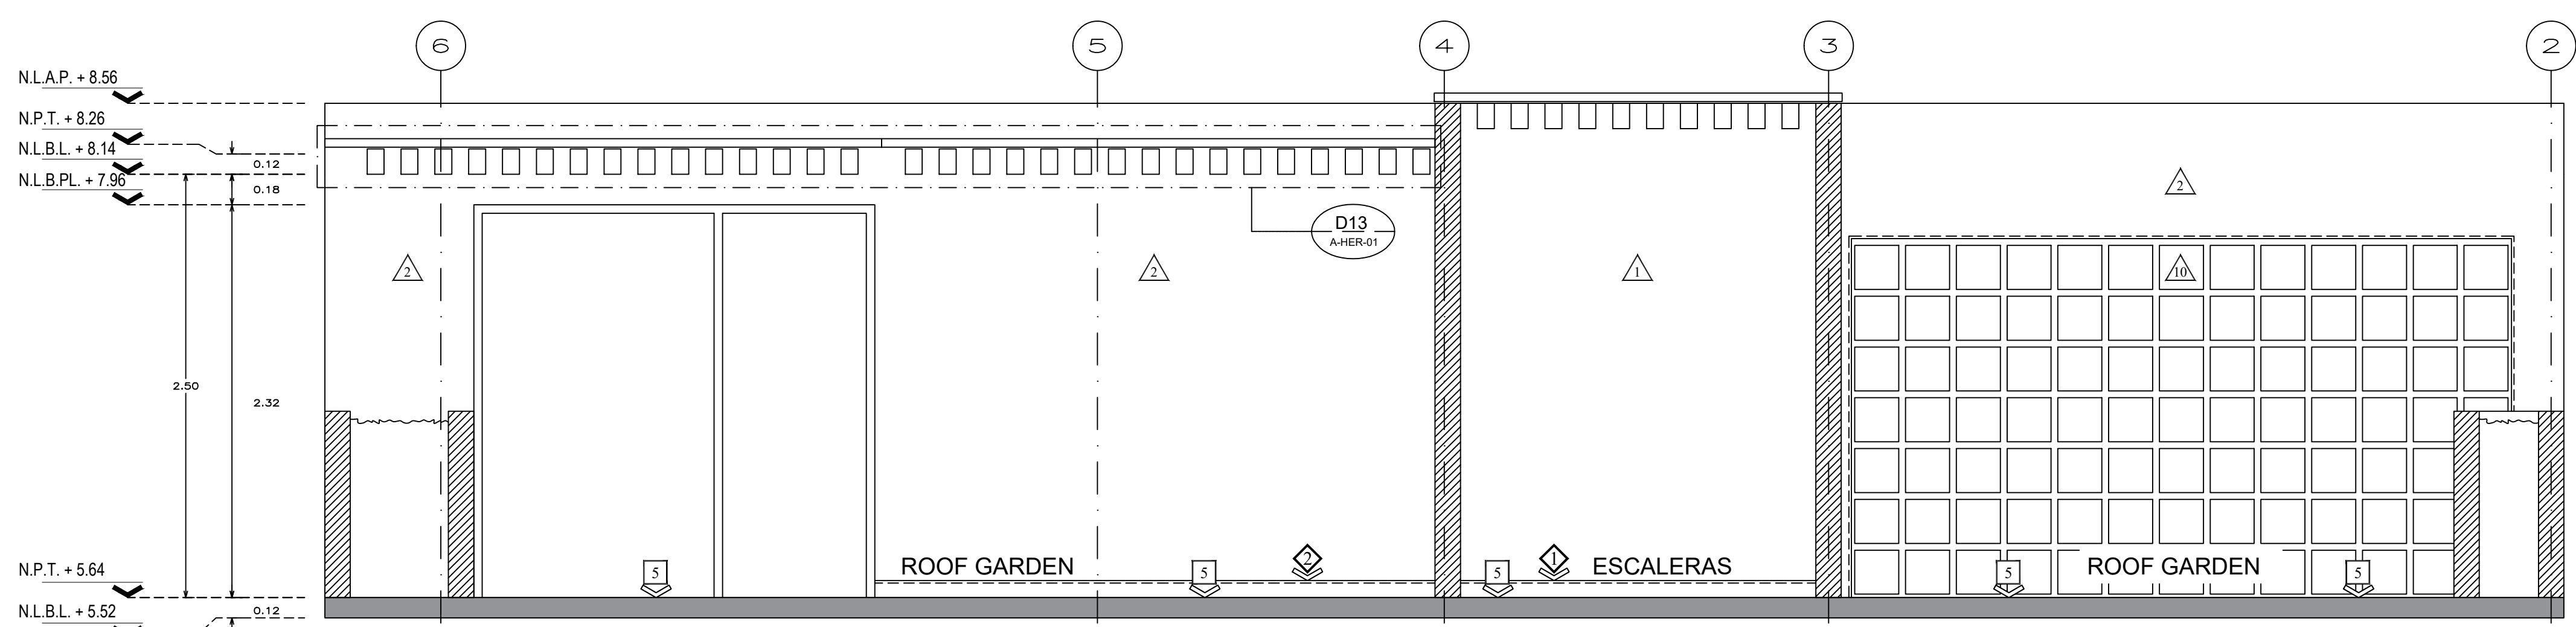 6
5
4
3
2
N.L.A.P. + 8.56
N.P.T. + 8.26
N.L.B.L. + 8.14
0.12
N.L.B.PL. + 7.96
0.18
2
D13
A-HER-01
2
2
1
10
2.50
2.32
ROOF GARDEN
2
1
ESCALERAS
ROOF GARDEN
5
5
5
5
5
N.P.T. + 5.64
N.L.B.L. + 5.52
0.12